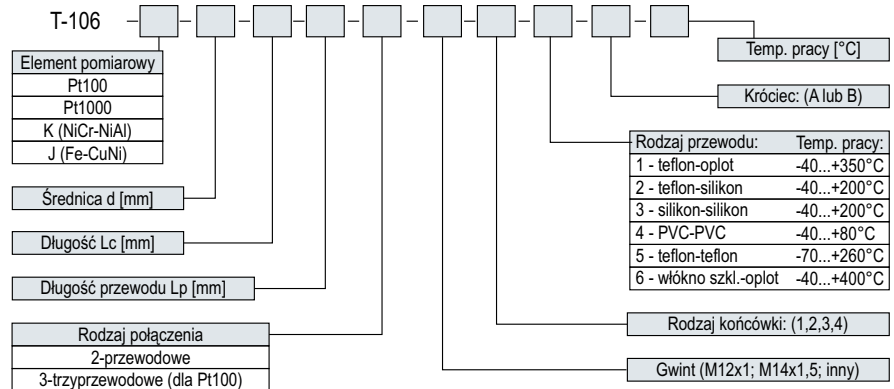 T-106 - - - - - - - - - -
Element pomiarowy
Pt100
Pt1000
K (NiCr-NiAl)
J (Fe-CuNi)
Średnica d [mm]
Długość Lc [mm]
Długość przewodu Lp [mm]
Rodzaj połączenia
2-przewodowe
3-trzyprzewodowe (dla Pt100)
Temp. pracy [°C]
Króciec: (A lub B)
Rodzaj przewodu: Temp. pracy:
1 - teflon-oplot -40...+350°C
2 - teflon-silikon -40...+200°C
3 - silikon-silikon -40...+200°C
4 - PVC-PVC -40...+80°C
5 - teflon-teflon -70...+260°C
6 - włókno szkl.-oplot -40...+400°C
Rodzaj końcówki: (1,2,3,4)
Gwint (M12x1; M14x1,5; inny)